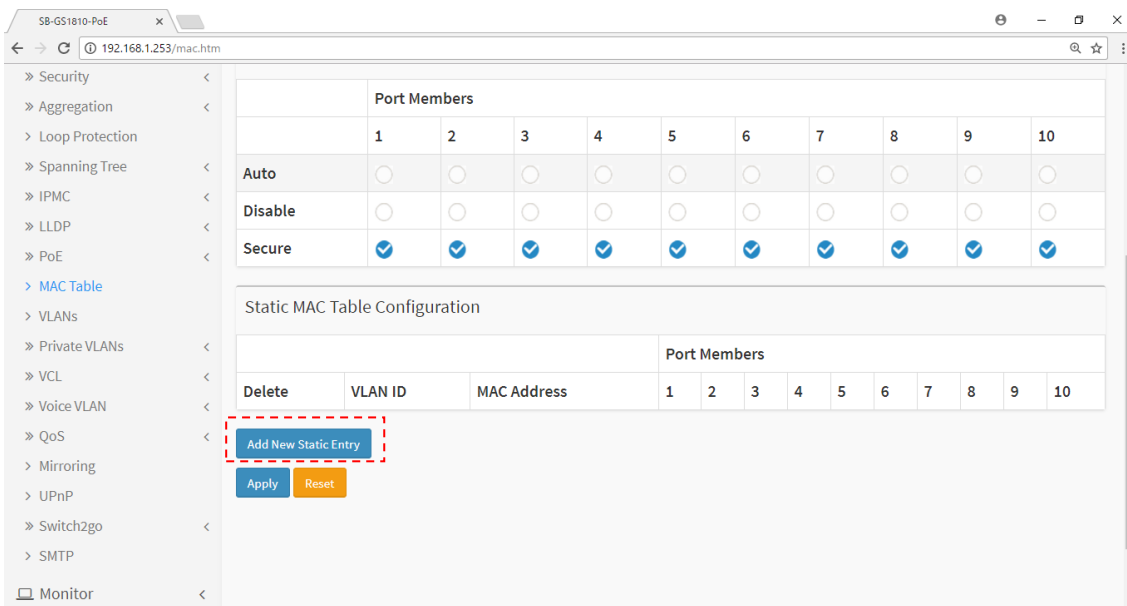 SB-GS1810-PoE
192.168.1.253/mac.htm
Security
Aggregation
Loop Protection
Spanning Tree
IPMC
LLDP
PoE
MAC Table
VLANs
Private VLANs
VCL
Voice VLAN
QoS
Mirroring
UPnP
Switch2go
SMTP
Monitor
Port Members
1 2 3 4 5 6 7 8 9 10
Auto
Disable
Secure
Static MAC Table Configuration
Port Members
Delete VLAN ID MAC Address 1 2 3 4 5 6 7 8 9 10
Add New Static Entry
Apply Reset